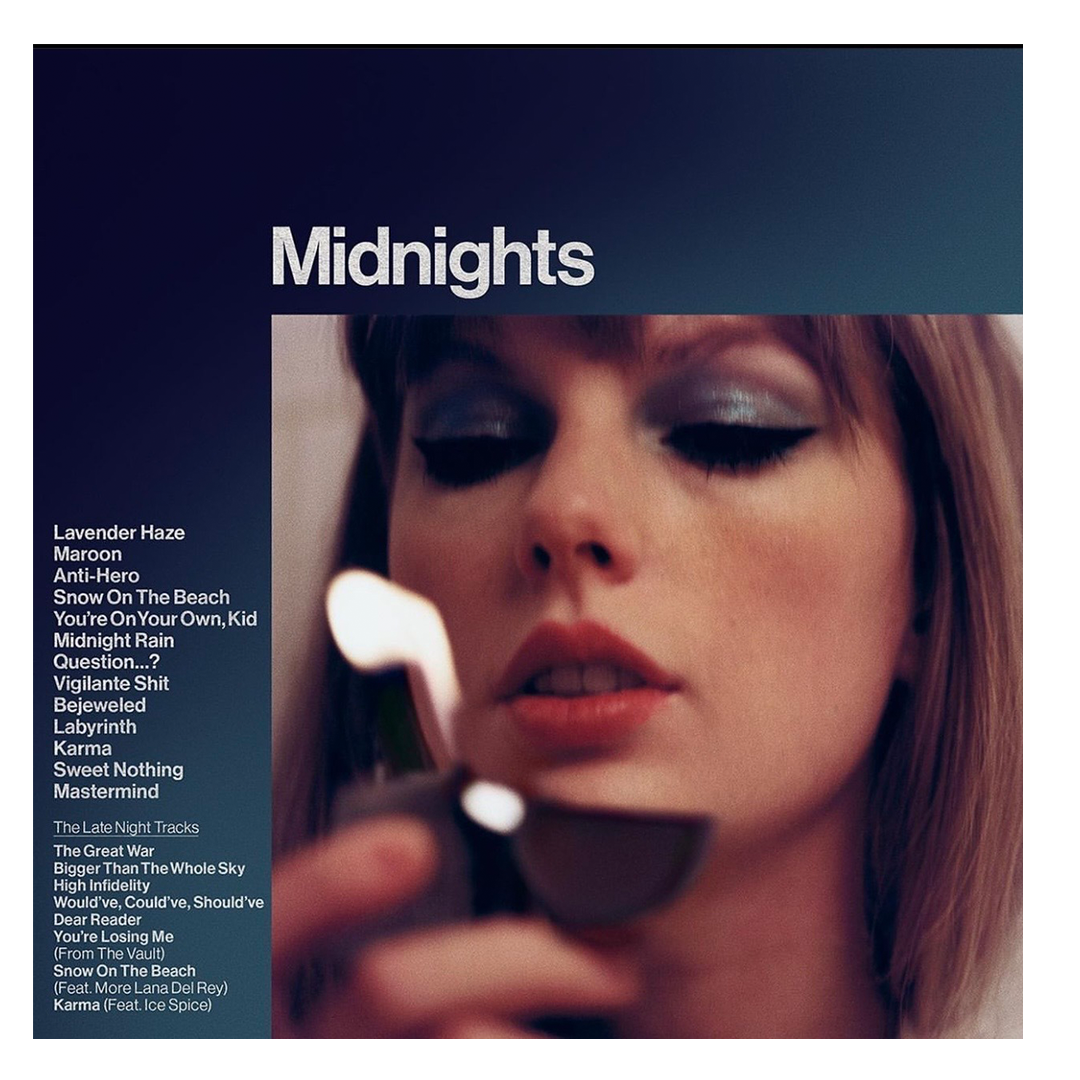 Midnights
Lavender Haze
Maroon
Anti-Hero
Snow On The Beach
You're On Your Own, Kid
Midnight Rain
Question...?
Vigilante Shit
Bejeweled
Labyrinth
Karma
Sweet Nothing
Mastermind
The Late Night Tracks
The Great War
Bigger Than The Whole Sky
High Infidelity
Would've, Could've, Should've
Dear Reader
You're Losing Me
(From The Vault)
Snow On The Beach
(Feat. More Lana Del Rey)
Karma (Feat. Ice Spice)